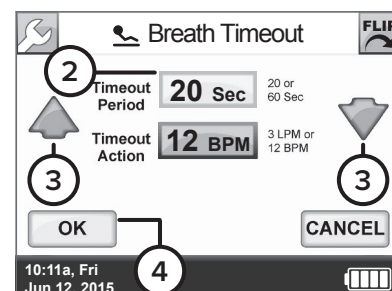 Breath Timeout
FLIP
2
Timeout
Period
20 Sec
20 or
60 Sec
Timeout
Action
12 BPM
3 LPM or
12 BPM
3
3
OK
CANCEL
4
10:11a, Fri
Jun 12, 2015